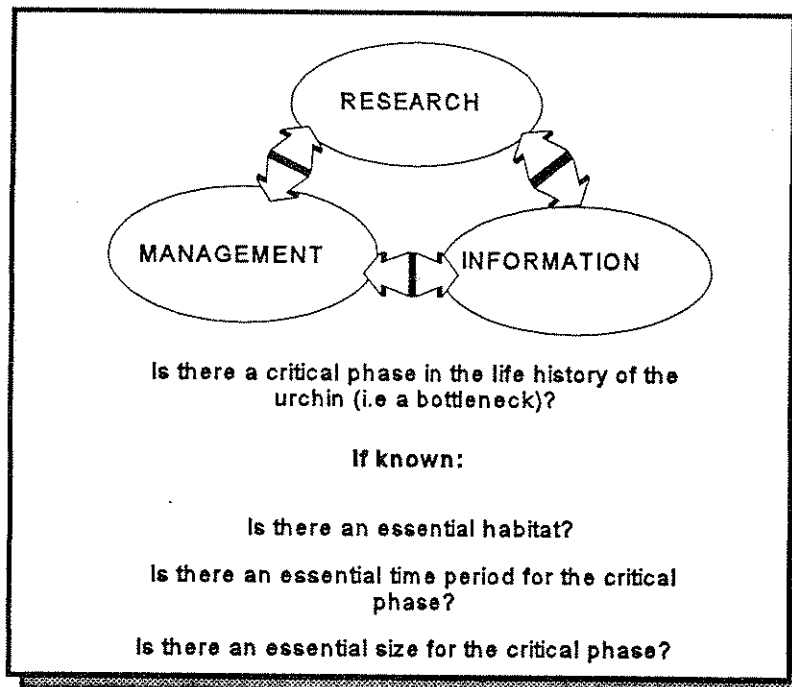 RESEARCH
MANAGEMENT
INFORMATION
Is there a critical phase in the life history of the
urchin (i.e a bottleneck)?
If known:
Is there an essential habitat?
Is there an essential time period for the critical
phase?
Is there an essential size for the critical phase?